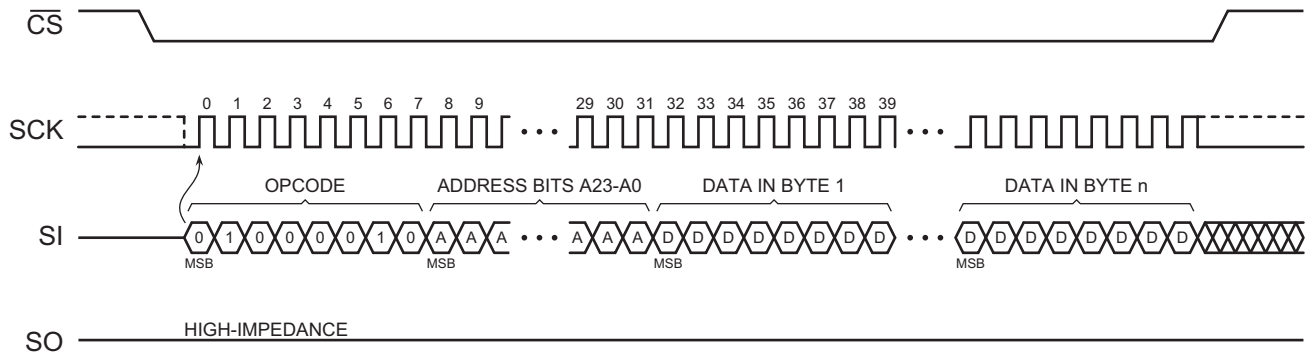 CS
SCK
0 1 2 3 4 5 6 7 8 9 29 30 31 32 33 34 35 36 37 38 39
OPCODE ADDRESS BITS A23-A0 DATA IN BYTE 1 DATA IN BYTE n
SI
0 1 0 0 0 0 1 0 A A A A A A D D D D D D D D D D D D D D D D
MSB MSB MSB MSB
HIGH-IMPEDANCE
SO